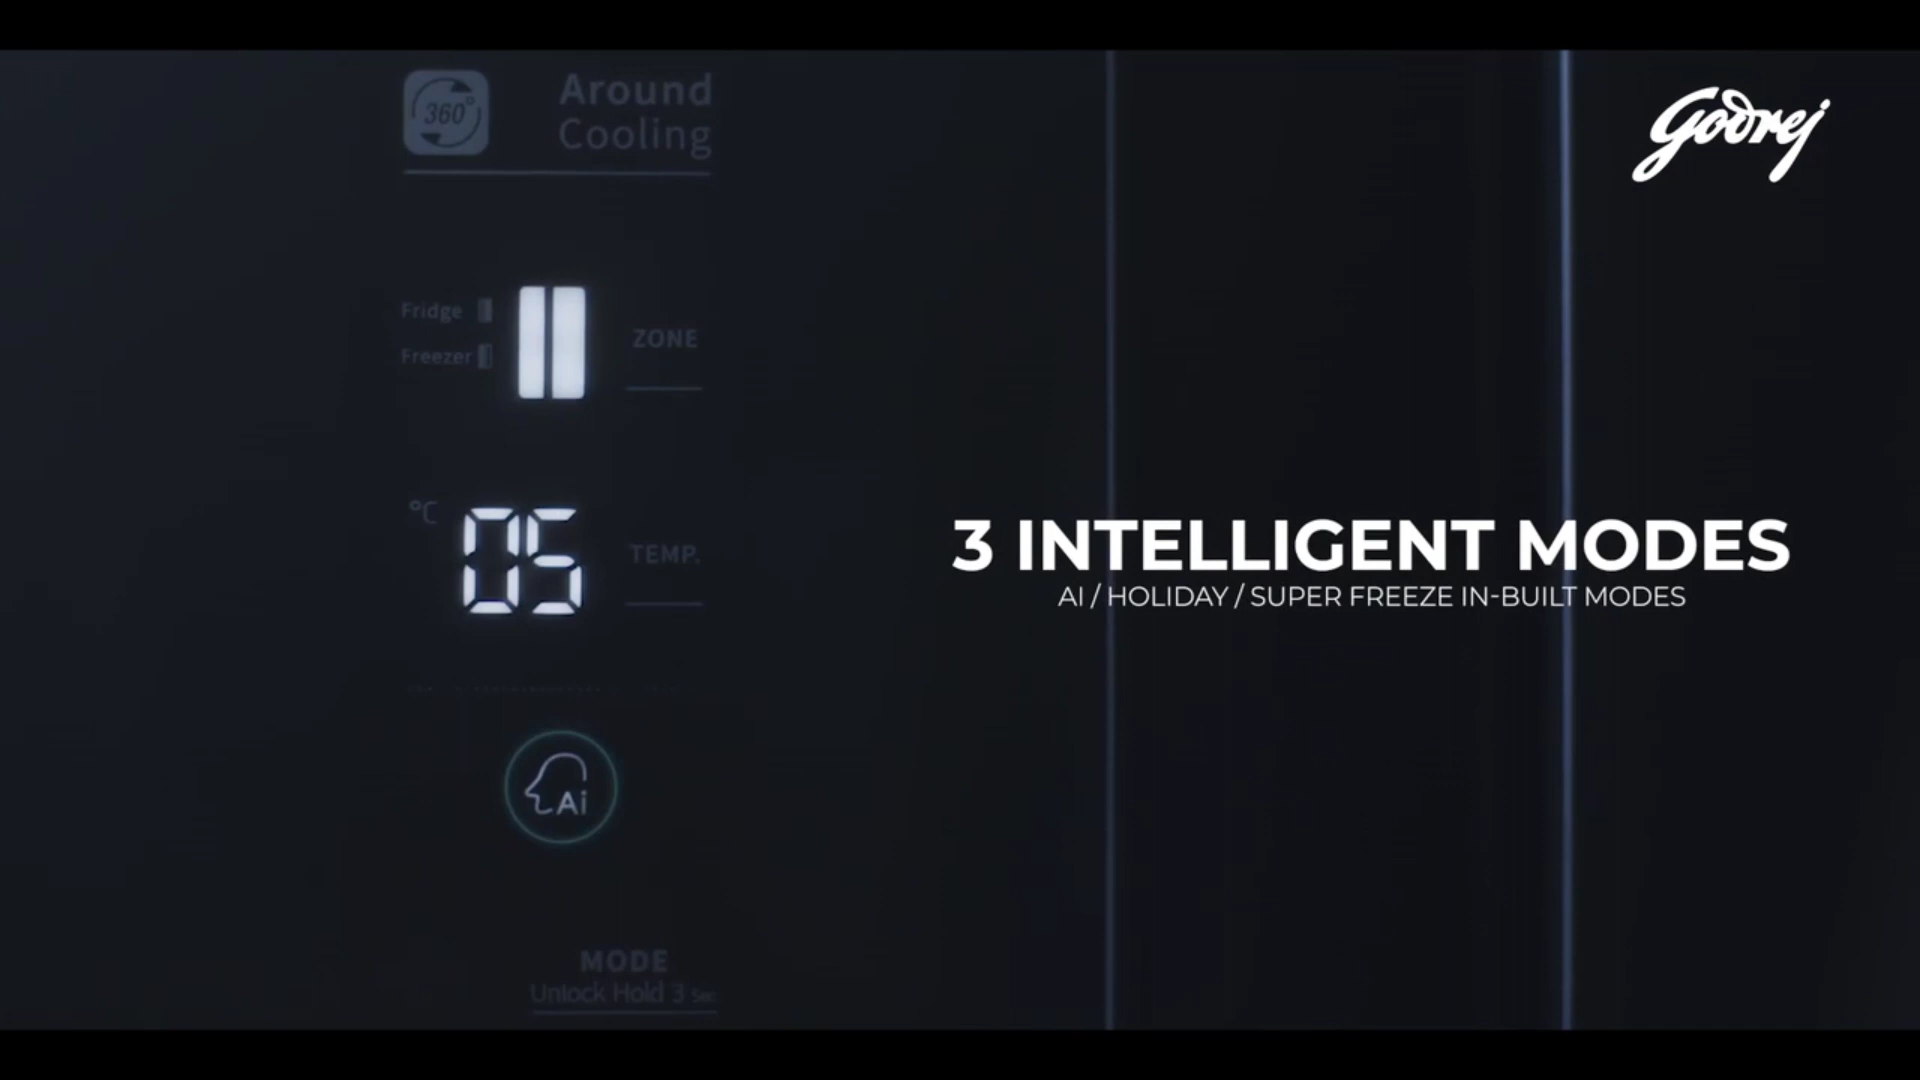 360°
Around
Cooling
Godrej
Fridge
Freezer
ZONE
°C
05
TEMP.
3 INTELLIGENT MODES
AI / HOLIDAY / SUPER FREEZE IN-BUILT MODES
Ai
MODE
Unlock Hold 3 Sec